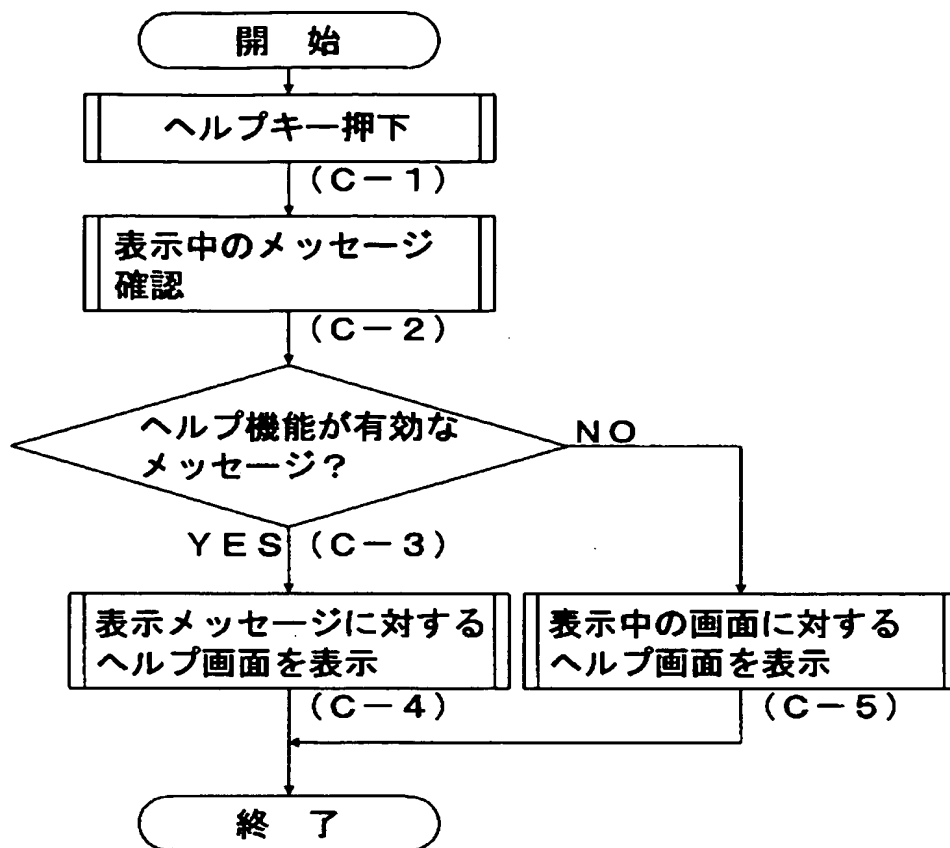 開 始
ヘルプキー押下
(C-1)
表示中のメッセージ
確認
(C-2)
ヘルプ機能が有効な
メッセージ?
NO
YES
(C-3)
表示メッセージに対する
ヘルプ画面を表示
(C-4)
表示中の画面に対する
ヘルプ画面を表示
(C-5)
終 了